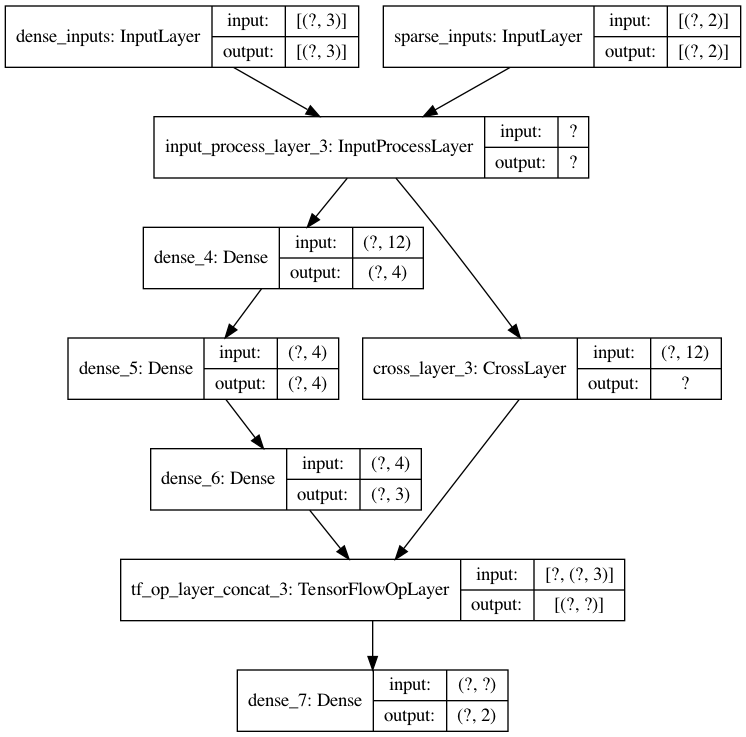 dense_inputs: InputLayer
input: [(?, 3)]
output: [(?, 3)]
sparse_inputs: InputLayer
input: [(?, 2)]
output: [(?, 2)]
input_process_layer_3: InputProcessLayer
input: ?
output: ?
dense_4: Dense
input: (?, 12)
output: (?, 4)
dense_5: Dense
input: (?, 4)
output: (?, 4)
cross_layer_3: CrossLayer
input: (?, 12)
output: ?
dense_6: Dense
input: (?, 4)
output: (?, 3)
tf_op_layer_concat_3: TensorFlowOpLayer
input: [?, (?, 3)]
output: [(?, ?)]
dense_7: Dense
input: (?, ?)
output: (?, 2)